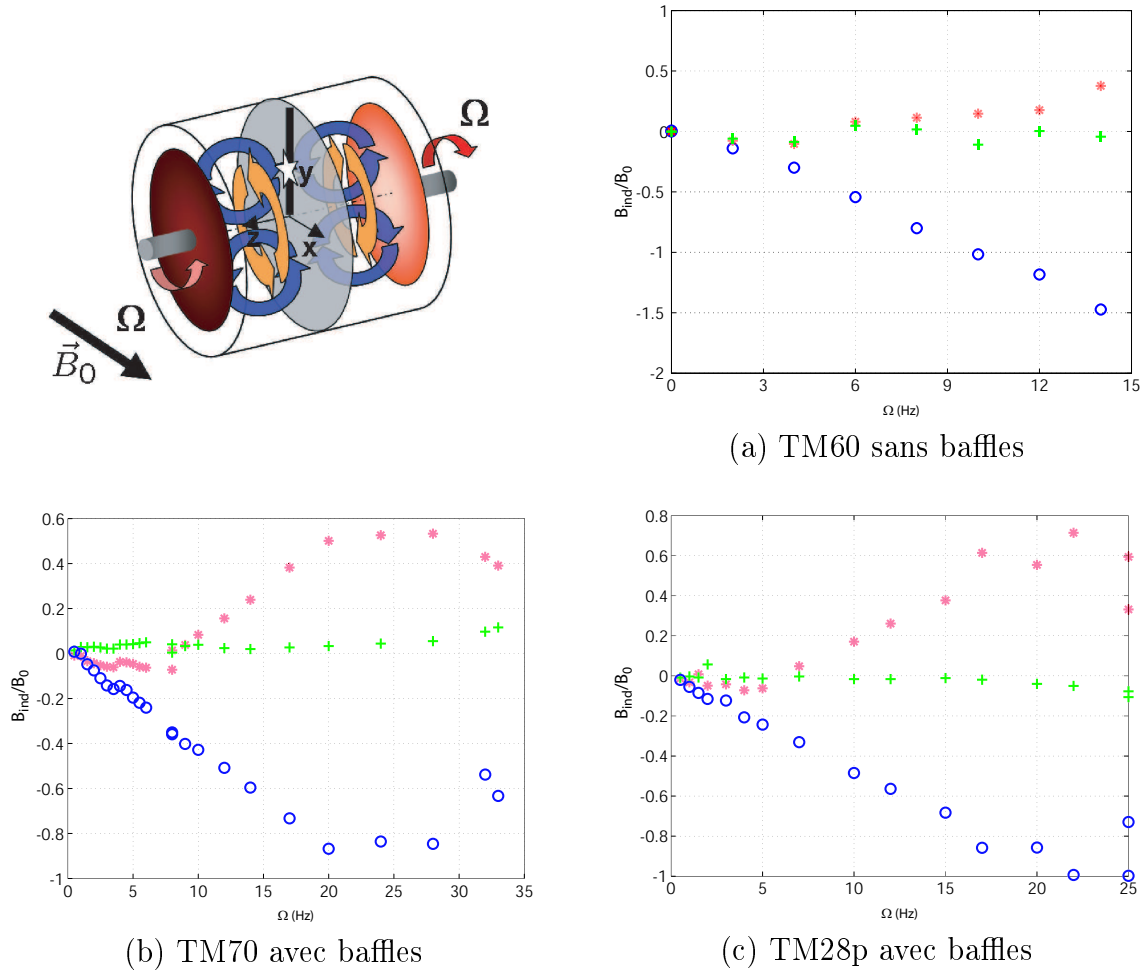 Ω
y
z
x
Ω
B⃗0
1
0.5
0
-0.5
-1
-1.5
-2
0 3 6 9 12 15
Bind/B0
Ω (Hz)
(a) TM60 sans baffles
0.6
0.4
0.2
0
-0.2
-0.4
-0.6
-0.8
-1
0 5 10 15 20 25 30 35
Bind/B0
Ω (Hz)
(b) TM70 avec baffles
0.8
0.6
0.4
0.2
0
-0.2
-0.4
-0.6
-0.8
-1
0 5 10 15 20 25
Bind/B0
Ω (Hz)
(c) TM28p avec baffles